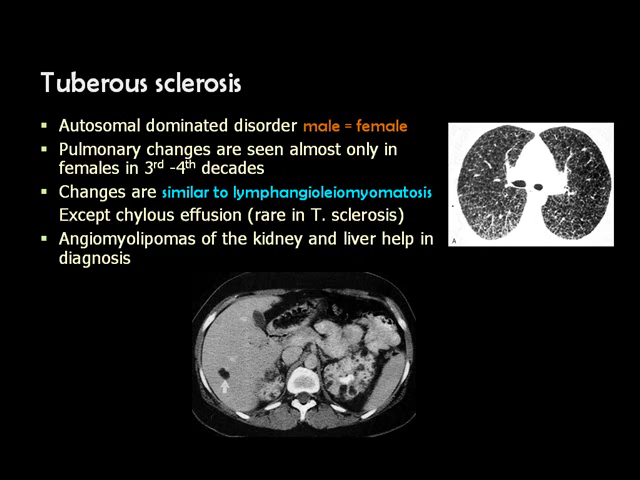 Tuberous sclerosis
▪ Autosomal dominated disorder male = female
▪ Pulmonary changes are seen almost only in
females in 3rd -4th decades
▪ Changes are similar to lymphangioleiomyomatosis
Except chylous effusion (rare in T. sclerosis)
▪ Angiomyolipomas of the kidney and liver help in
diagnosis
A